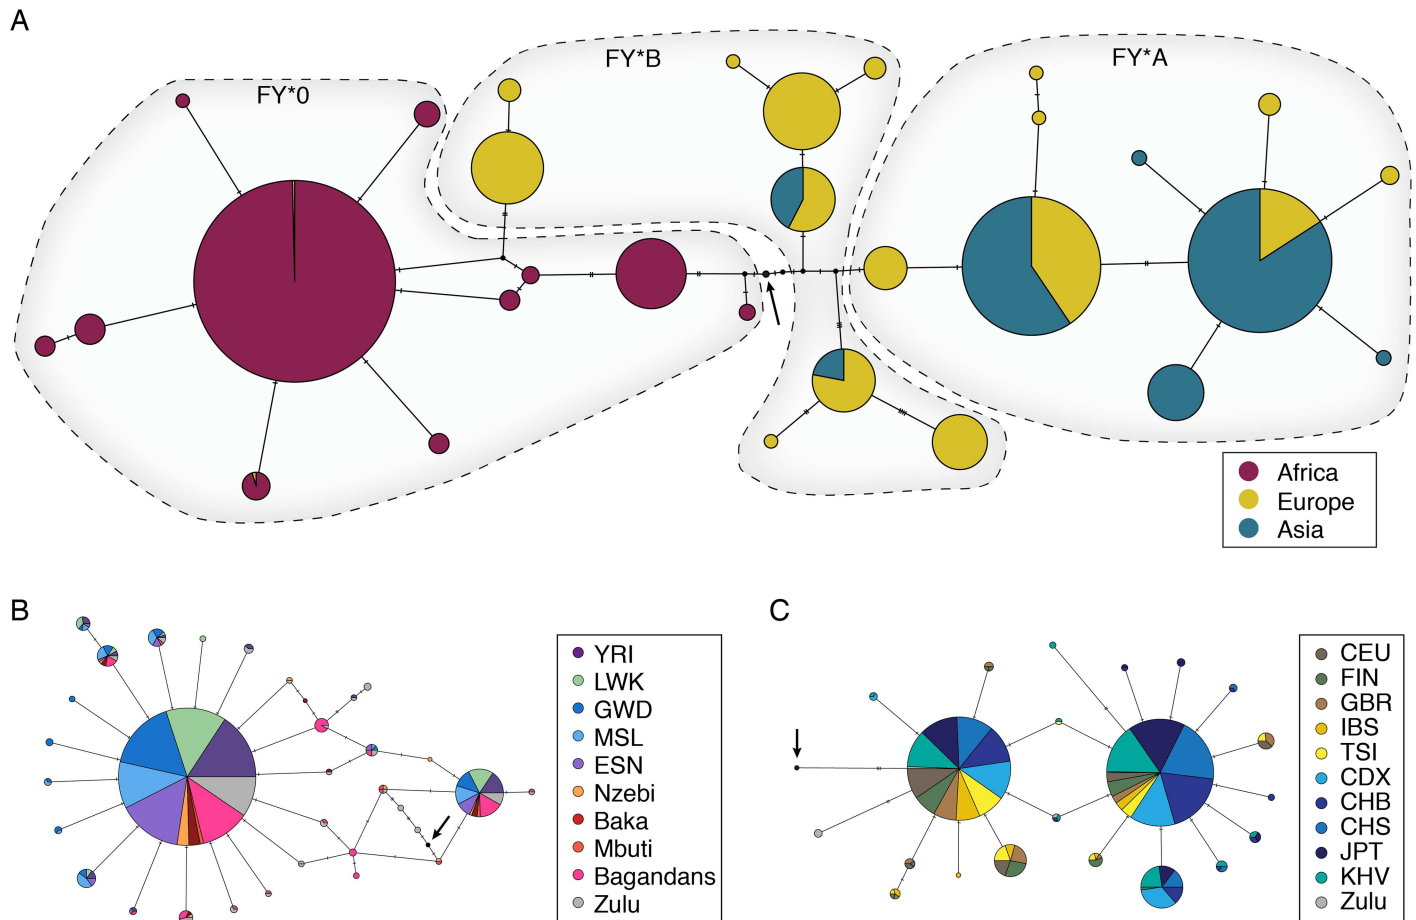 A
FY*0
FY*B
FY*A
Africa
Europe
Asia
B
YRI
LWK
GWD
MSL
ESN
Nzebi
Baka
Mbuti
Bagandans
Zulu
C
CEU
FIN
GBR
IBS
TSI
CDX
CHB
CHS
JPT
KHV
Zulu